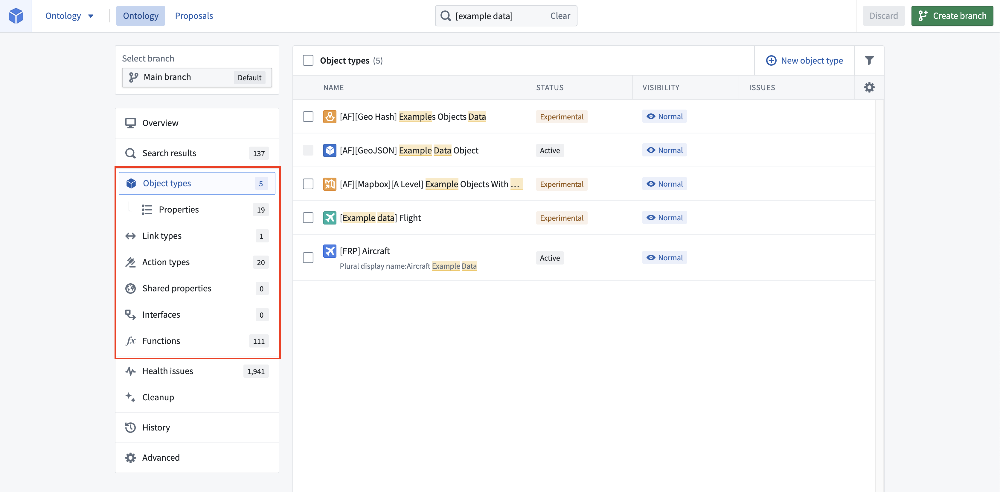 Ontology
Ontology
Proposals
[example data]
Clear
Discard
Create branch
Select branch
Main branch
Default
Overview
Search results 137
Object types 5
Properties 19
Link types 1
Action types 20
Shared properties 0
Interfaces 0
fx Functions 111
Health issues 1,941
Cleanup
History
Advanced
Object types (5)
New object type
NAME STATUS VISIBILITY ISSUES
[AF][Geo Hash] Examples Objects Data Experimental Normal
[AF][GeoJSON] Example Data Object Active Normal
[AF][Mapbox][A Level] Example Objects With ... Experimental Normal
[Example data] Flight Experimental Normal
[FRP] Aircraft Active Normal
Plural display name:Aircraft Example Data